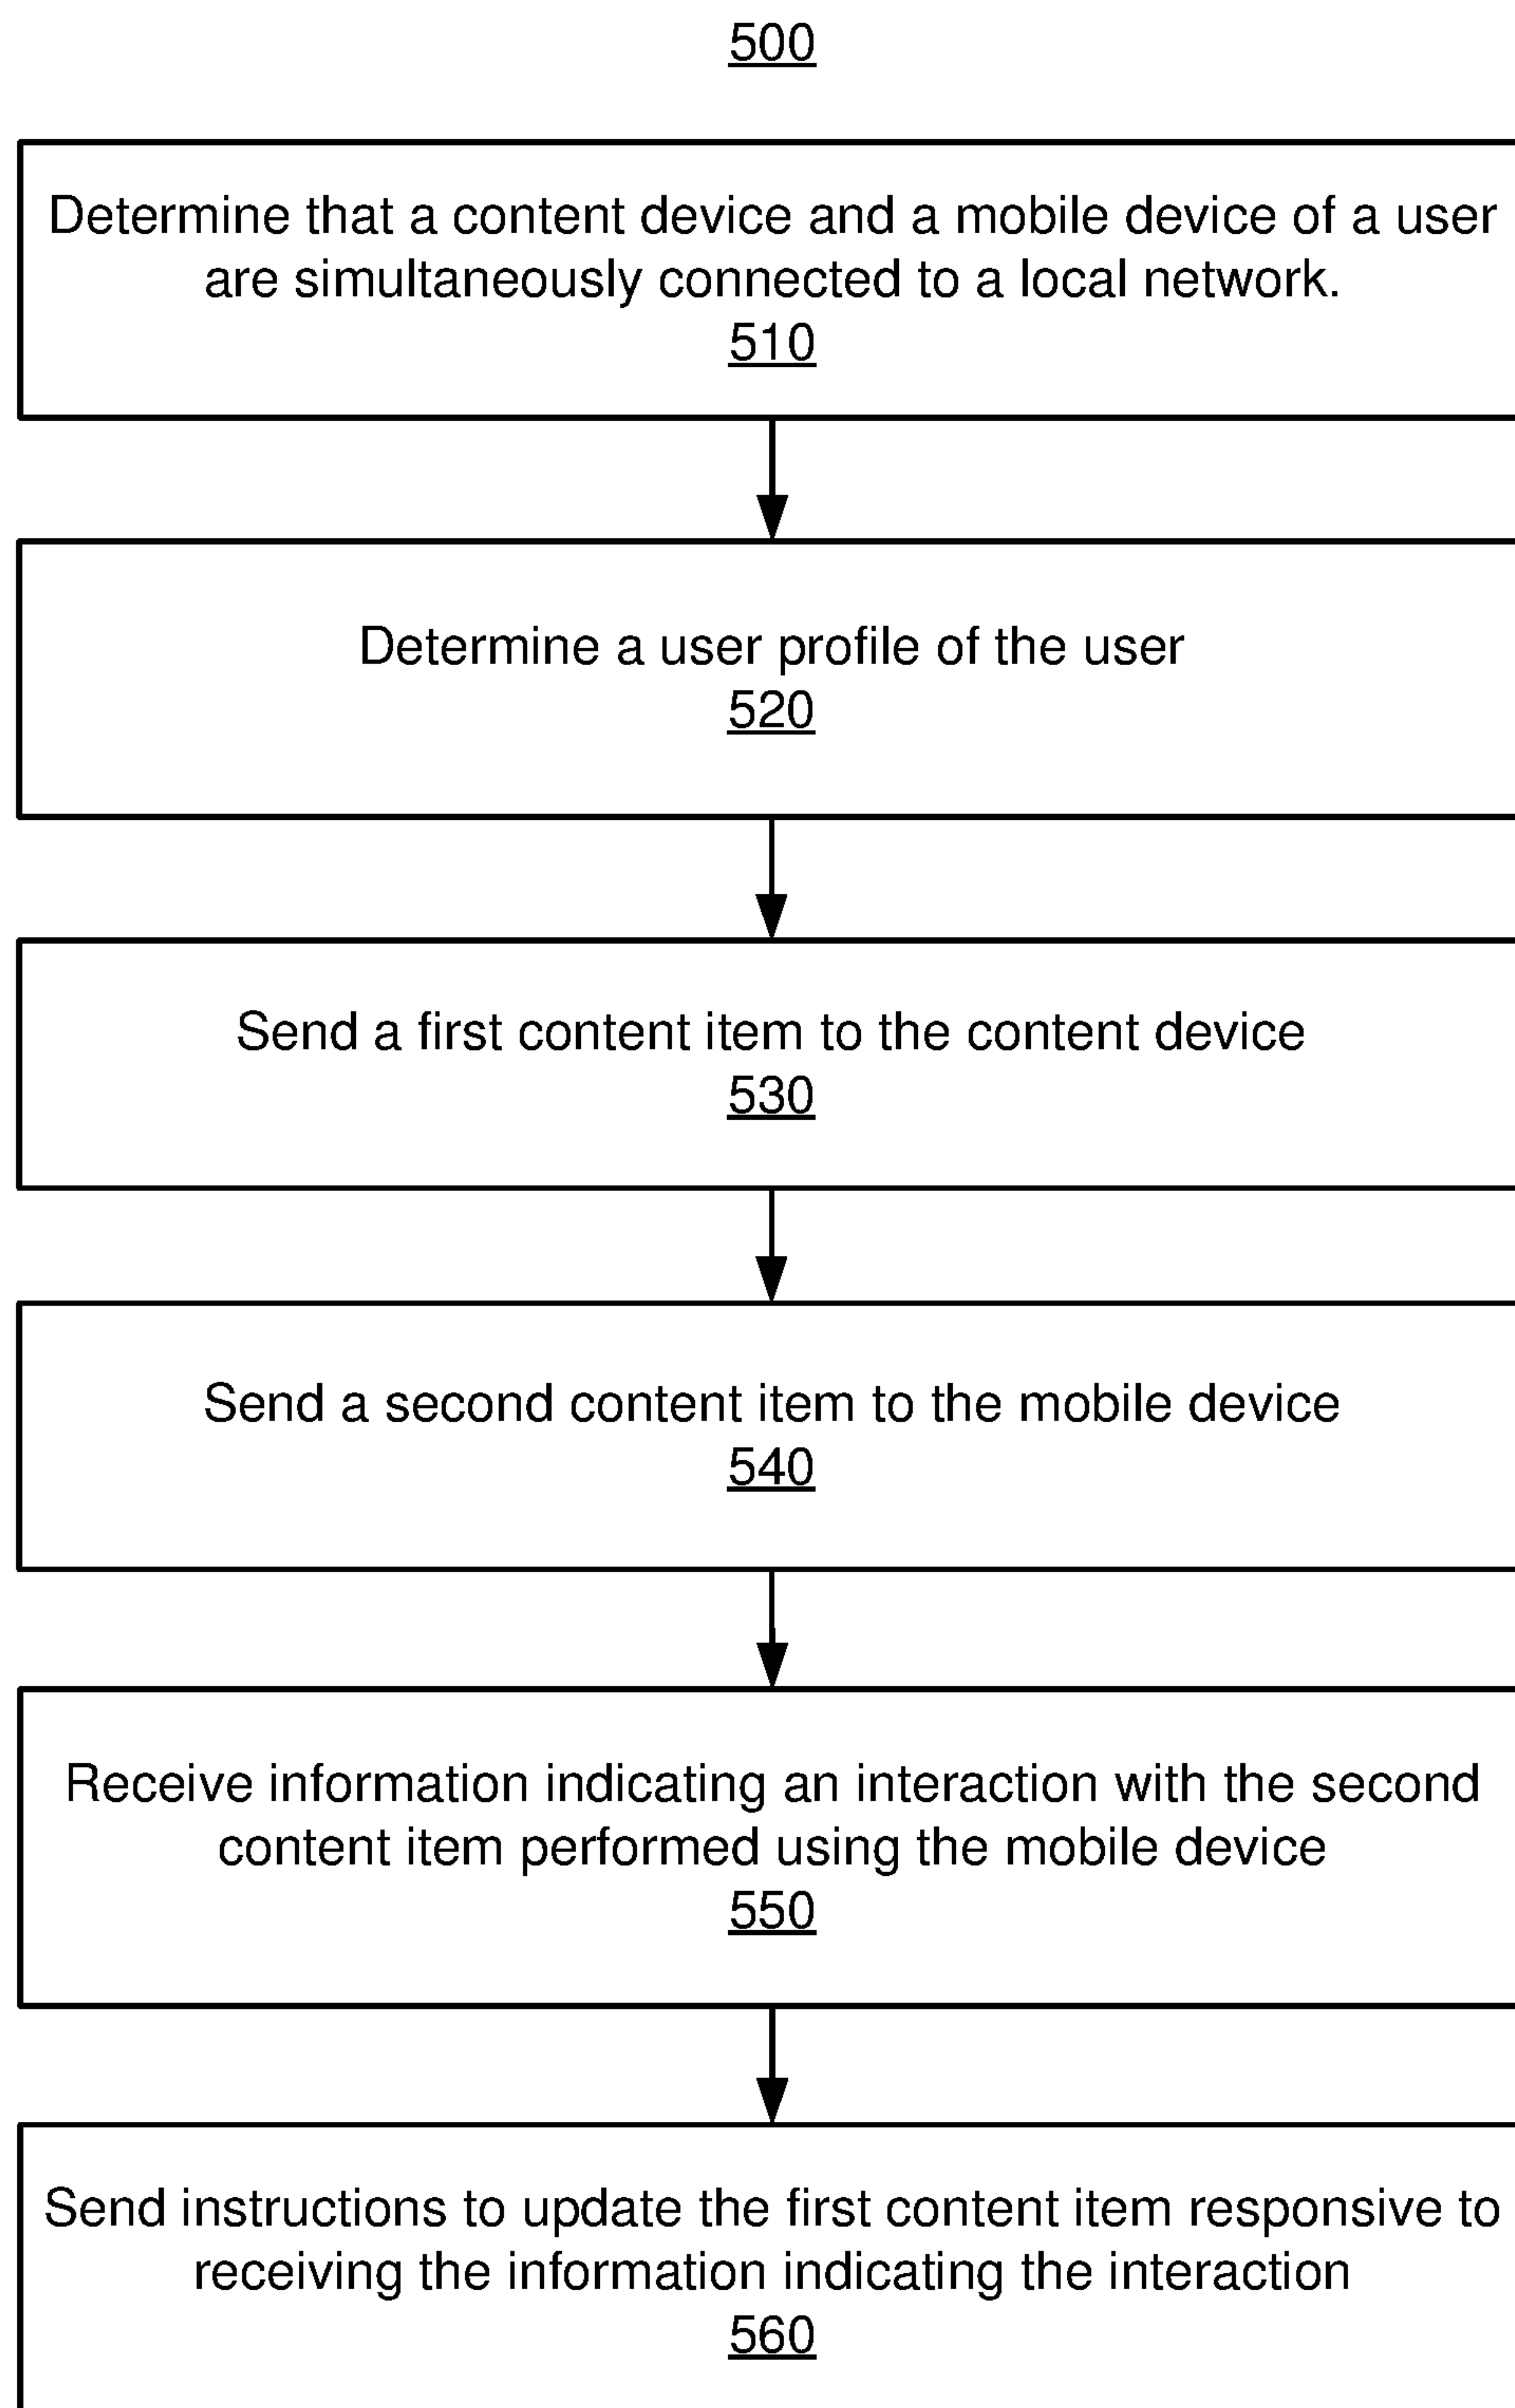 500
Determine that a content device and a mobile device of a user
are simultaneously connected to a local network.
510
Determine a user profile of the user
520
Send a first content item to the content device
530
Send a second content item to the mobile device
540
Receive information indicating an interaction with the second
content item performed using the mobile device
550
Send instructions to update the first content item responsive to
receiving the information indicating the interaction
560